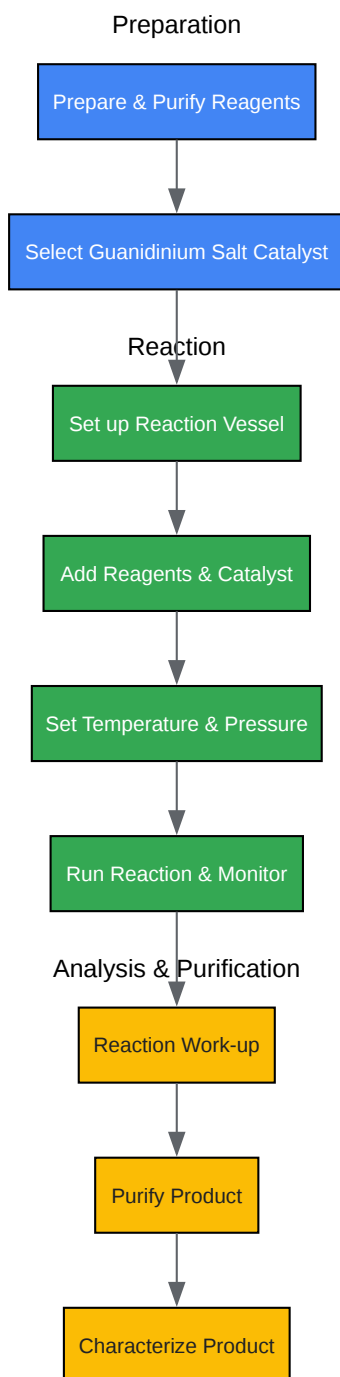 Preparation
Prepare & Purify Reagents
Select Guanidinium Salt Catalyst
Reaction
Set up Reaction Vessel
Add Reagents & Catalyst
Set Temperature & Pressure
Run Reaction & Monitor
Analysis & Purification
Reaction Work-up
Purify Product
Characterize Product